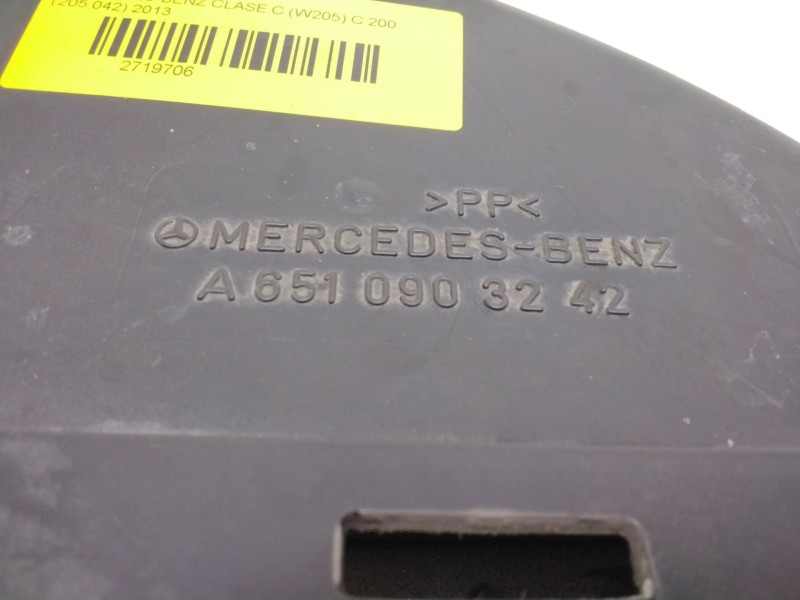 BENZ CLASE C (W205) C 200
(205 042) 2013
2719706
>PP<
MERCEDES-BENZ
A 651 090 32 42